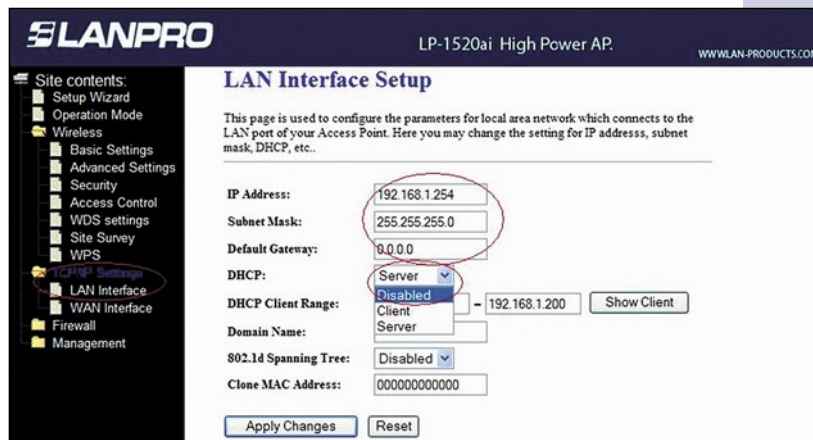 LANPRO
LP-1520ai High Power AP.
WWW.LAN-PRODUCTS.COM
Site contents:
Setup Wizard
Operation Mode
Wireless
Basic Settings
Advanced Settings
Security
Access Control
WDS settings
Site Survey
WPS
TCP/IP Settings
LAN Interface
WAN Interface
Firewall
Management
LAN Interface Setup
This page is used to configure the parameters for local area network which connects to the
LAN port of your Access Point. Here you may change the setting for IP addresss, subnet
mask, DHCP, etc..
IP Address: 192.168.1.254
Subnet Mask: 255.255.255.0
Default Gateway: 0.0.0.0
DHCP: Server
Disabled
Client
Server
DHCP Client Range: – 192.168.1.200 Show Client
Domain Name:
802.1d Spanning Tree: Disabled
Clone MAC Address: 000000000000
Apply Changes Reset